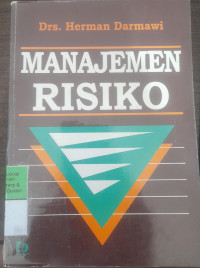 Drs. Herman Darmawi
MANAJEMEN
RISIKO